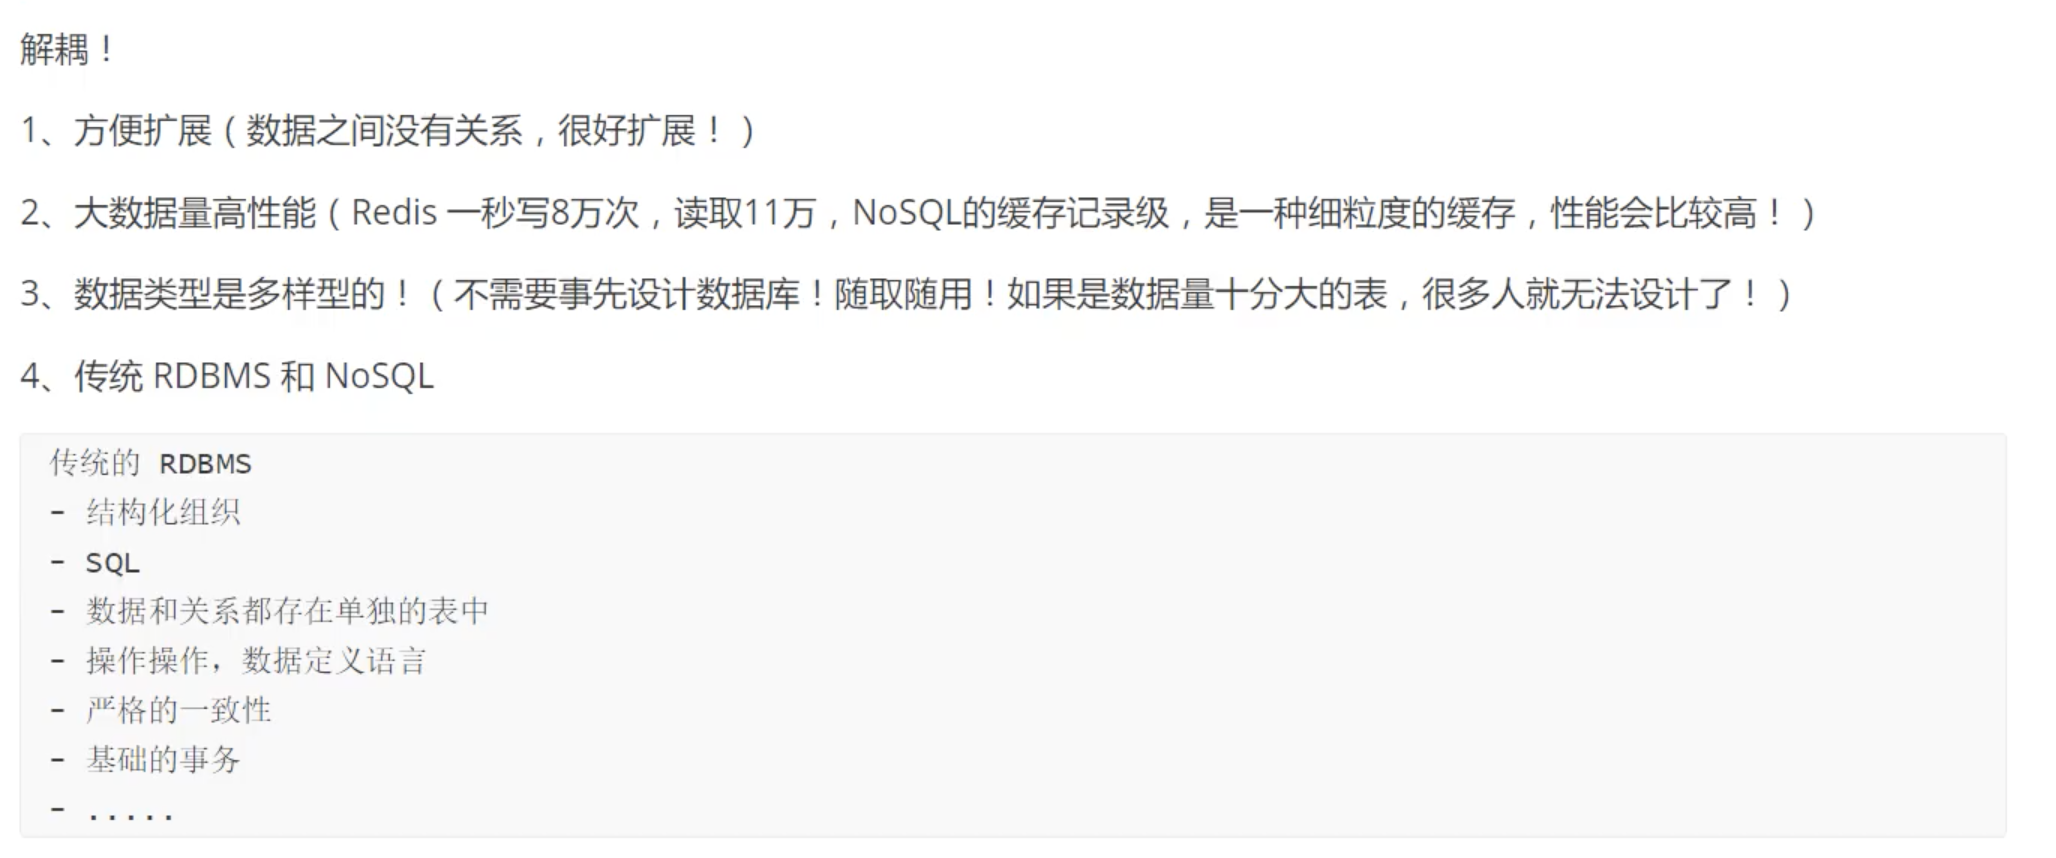 解耦！
1、方便扩展（数据之间没有关系，很好扩展！）
2、大数据量高性能（Redis 一秒写8万次，读取11万，NoSQL的缓存记录级，是一种细粒度的缓存，性能会比较高！）
3、数据类型是多样型的！（不需要事先设计数据库！随取随用！如果是数据量十分大的表，很多人就无法设计了！）
4、传统 RDBMS 和 NoSQL
传统的 RDBMS
- 结构化组织
- SQL
- 数据和关系都存在单独的表中
- 操作操作，数据定义语言
- 严格的一致性
- 基础的事务
- .....